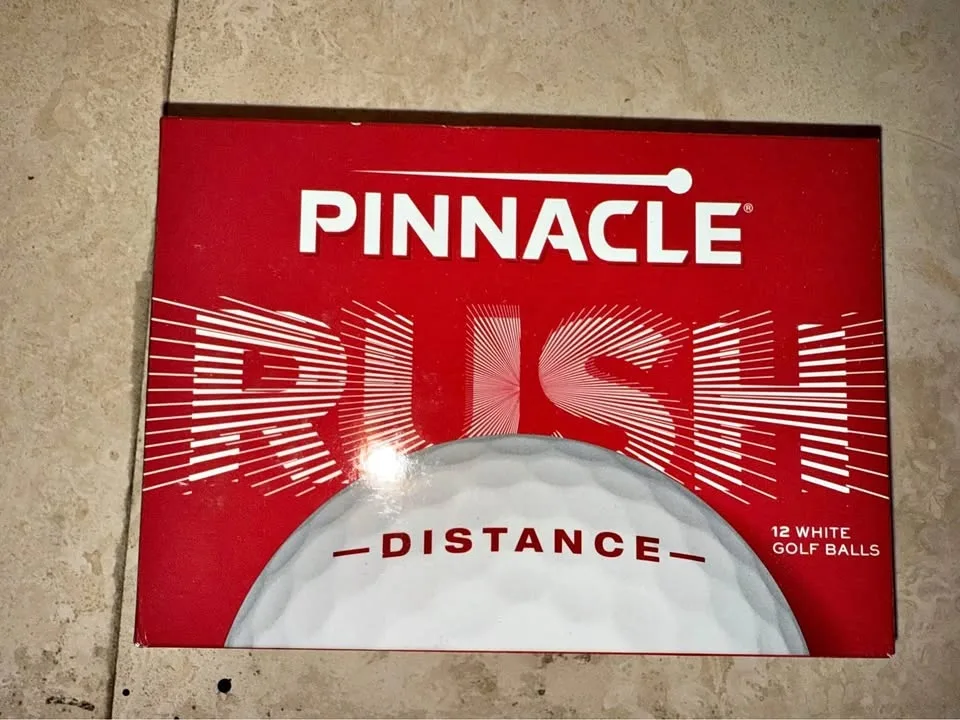 PINNACLE®
RUSH
—DISTANCE—
12 WHITE
GOLF BALLS